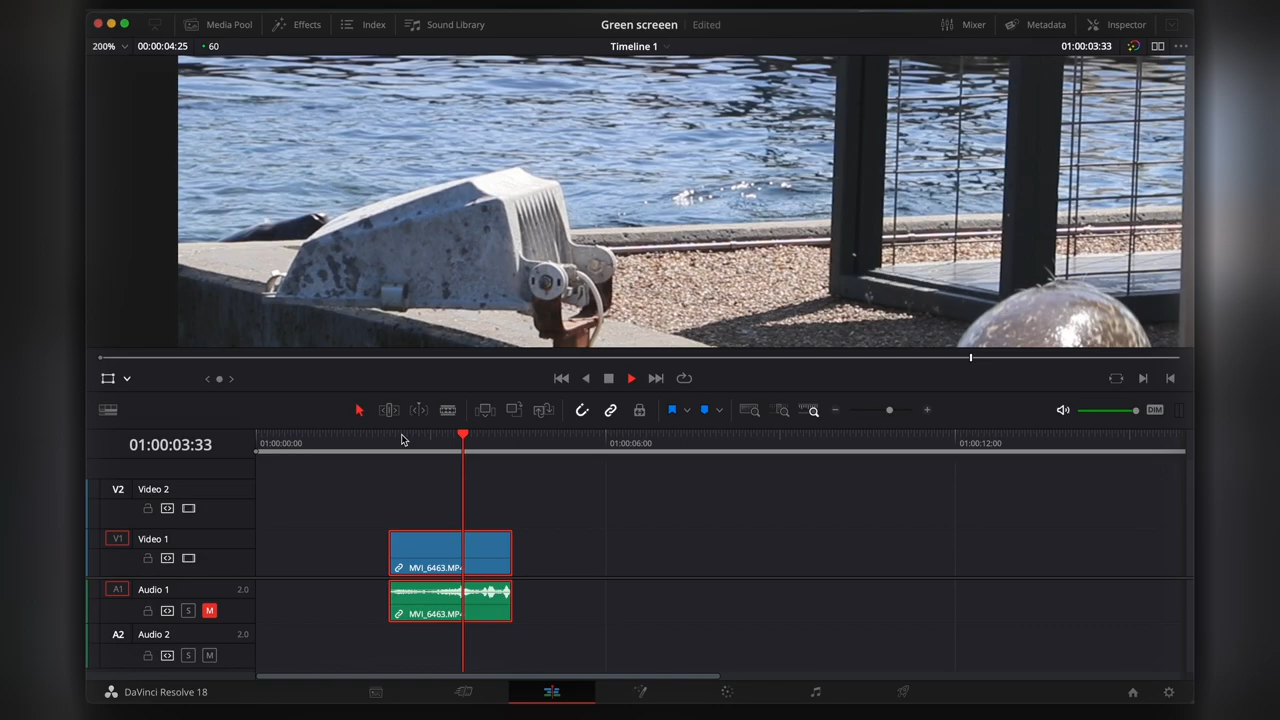 Media Pool Effects Index Sound Library Green screeen Edited Mixer Metadata Inspector
200% 00:00:04:25 60 Timeline 1 01:00:03:33
DIM
01:00:03:33 01:00:00:00 01:00:06:00 01:00:12:00
V2 Video 2
V1 Video 1
MVI_6463.MP4
A1 Audio 1 2.0
S M
MVI_6463.MP4
A2 Audio 2 2.0
S M
DaVinci Resolve 18